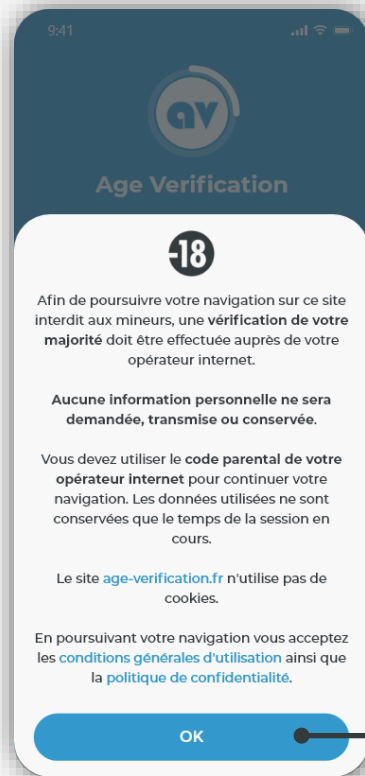 9:41
av
Age Verification
-18
Afin de poursuivre votre navigation sur ce site
interdit aux mineurs, une vérification de votre
majorité doit être effectuée auprès de votre
opérateur internet.
Aucune information personnelle ne sera
demandée, transmise ou conservée.
Vous devez utiliser le code parental de votre
opérateur internet pour continuer votre
navigation. Les données utilisées ne sont
conservées que le temps de la session en
cours.
Le site age-verification.fr n'utilise pas de
cookies.
En poursuivant votre navigation vous acceptez
les conditions générales d'utilisation ainsi que
la politique de confidentialité.
OK